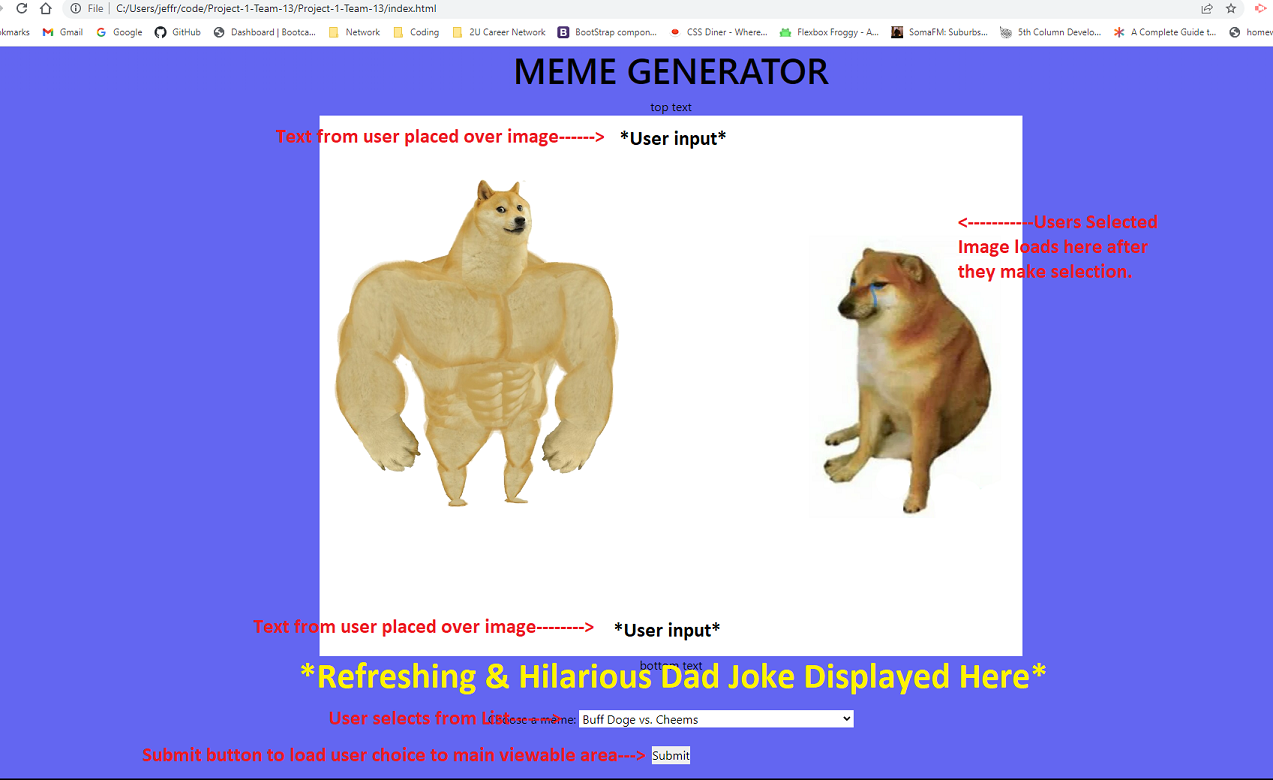 File | C:/Users/jeffr/code/Project-1-Team-13/Project-1-Team-13/index.html
kmarks Gmail Google GitHub Dashboard | Bootca... Network Coding 2U Career Network BootStrap compon... CSS Diner - Where... Flexbox Froggy - A... SomaFM: Suburbs... 5th Column Develo... A Complete Guide t... homew
MEME GENERATOR
top text
Text from user placed over image------> *User input*
<-----------Users Selected
Image loads here after
they make selection.
Text from user placed over image--------> *User input*
bottom text
*Refreshing & Hilarious Dad Joke Displayed Here*
User selects from List------> Choose a meme: Buff Doge vs. Cheems
Submit button to load user choice to main viewable area---> Submit